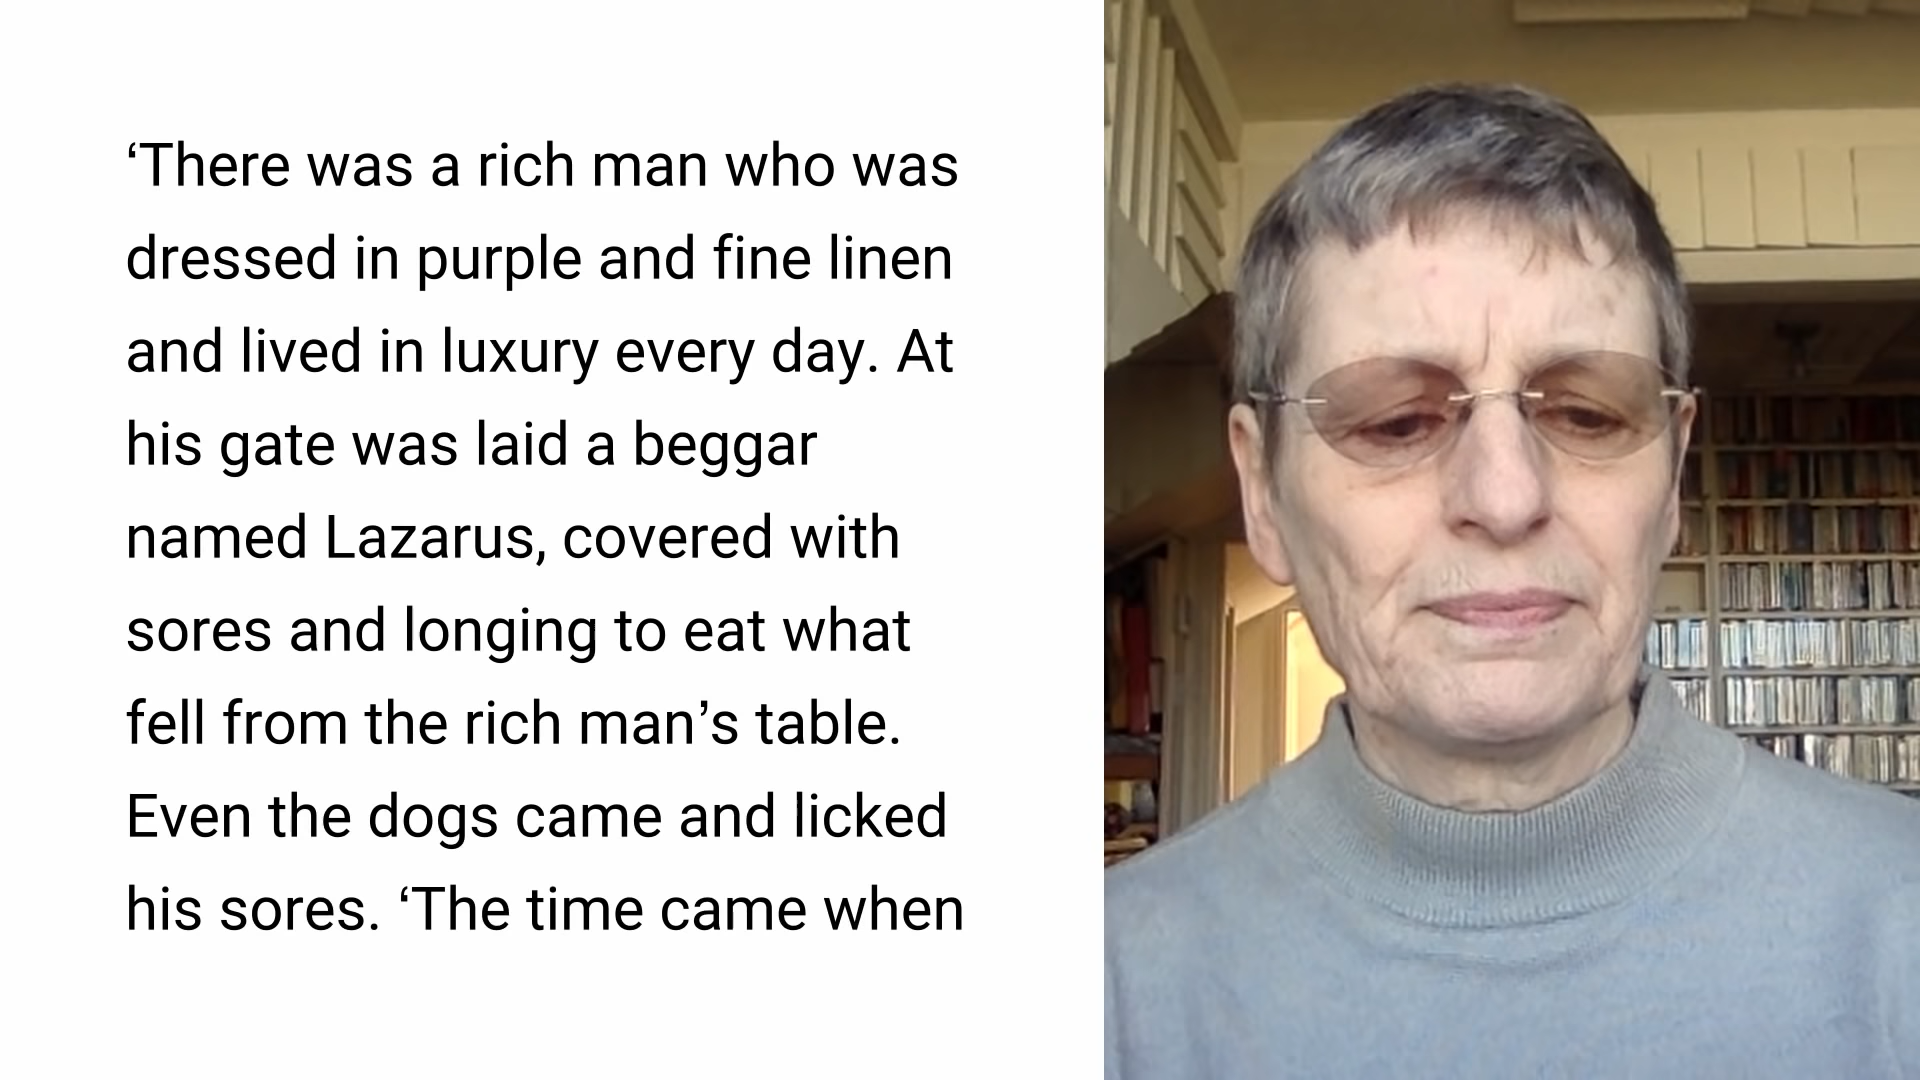 ‘There was a rich man who was
dressed in purple and fine linen
and lived in luxury every day. At
his gate was laid a beggar
named Lazarus, covered with
sores and longing to eat what
fell from the rich man’s table.
Even the dogs came and licked
his sores. ‘The time came when